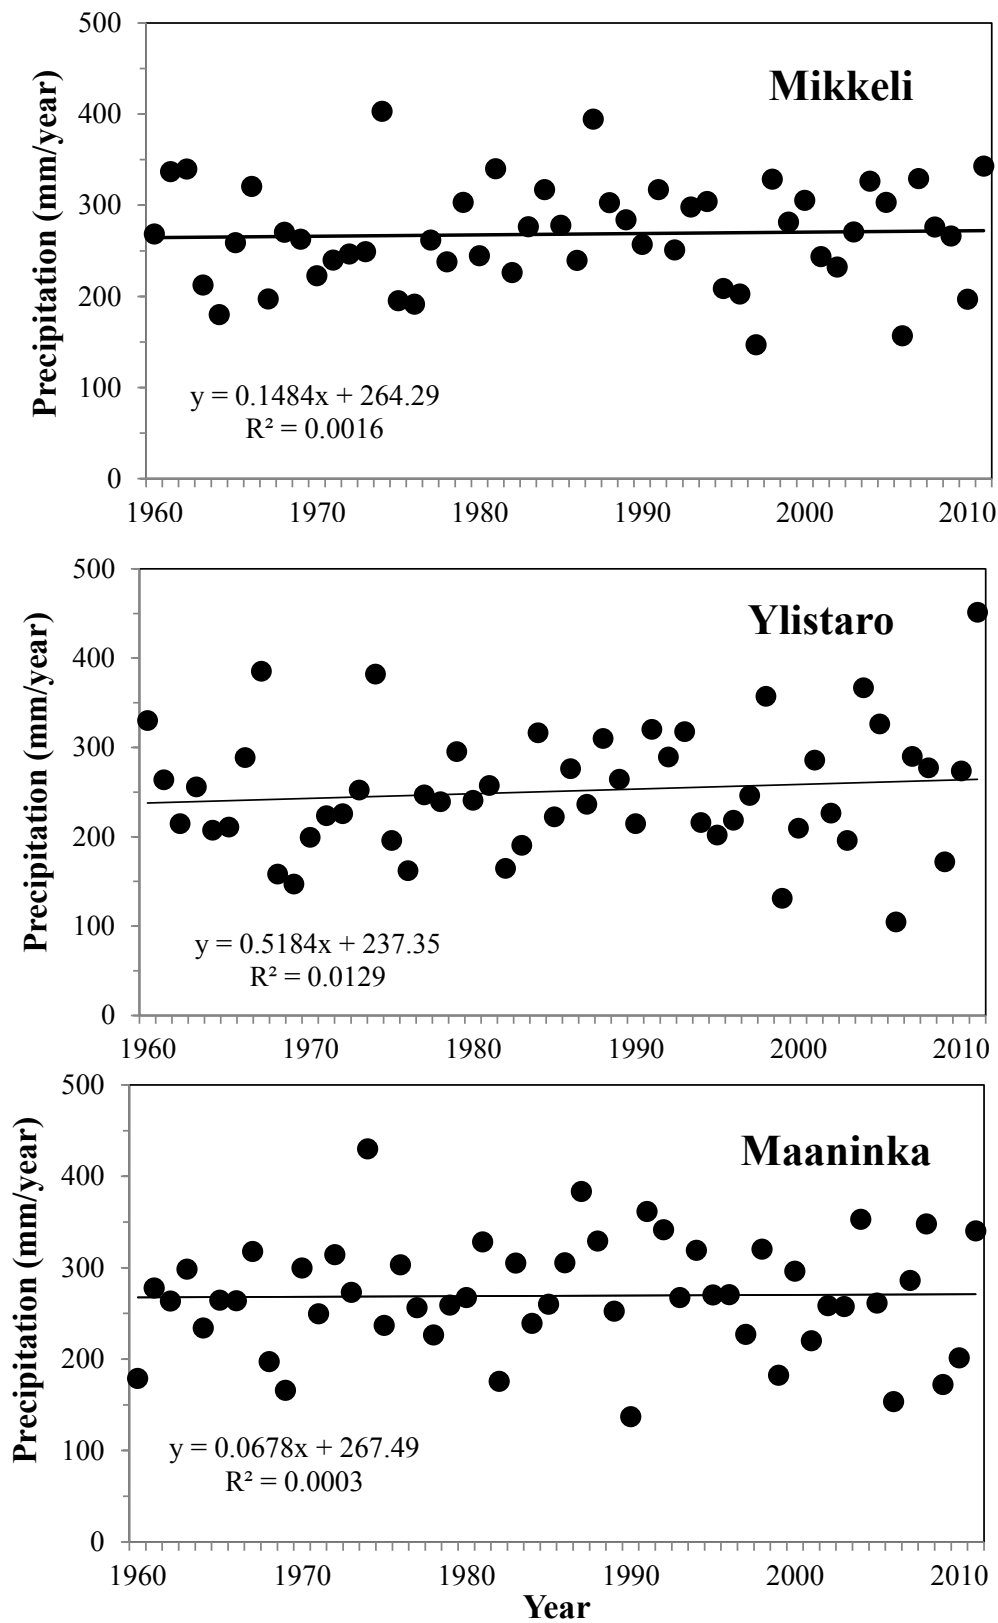 500
Mikkeli
400
300
200
100
0
Precipitation (mm/year)
y = 0.1484x + 264.29
R² = 0.0016
1960 1970 1980 1990 2000 2010
500
Ylistaro
400
300
200
100
0
Precipitation (mm/year)
y = 0.5184x + 237.35
R² = 0.0129
1960 1970 1980 1990 2000 2010
500
Maaninka
400
300
200
100
0
Precipitation (mm/year)
y = 0.0678x + 267.49
R² = 0.0003
1960 1970 1980 1990 2000 2010
Year